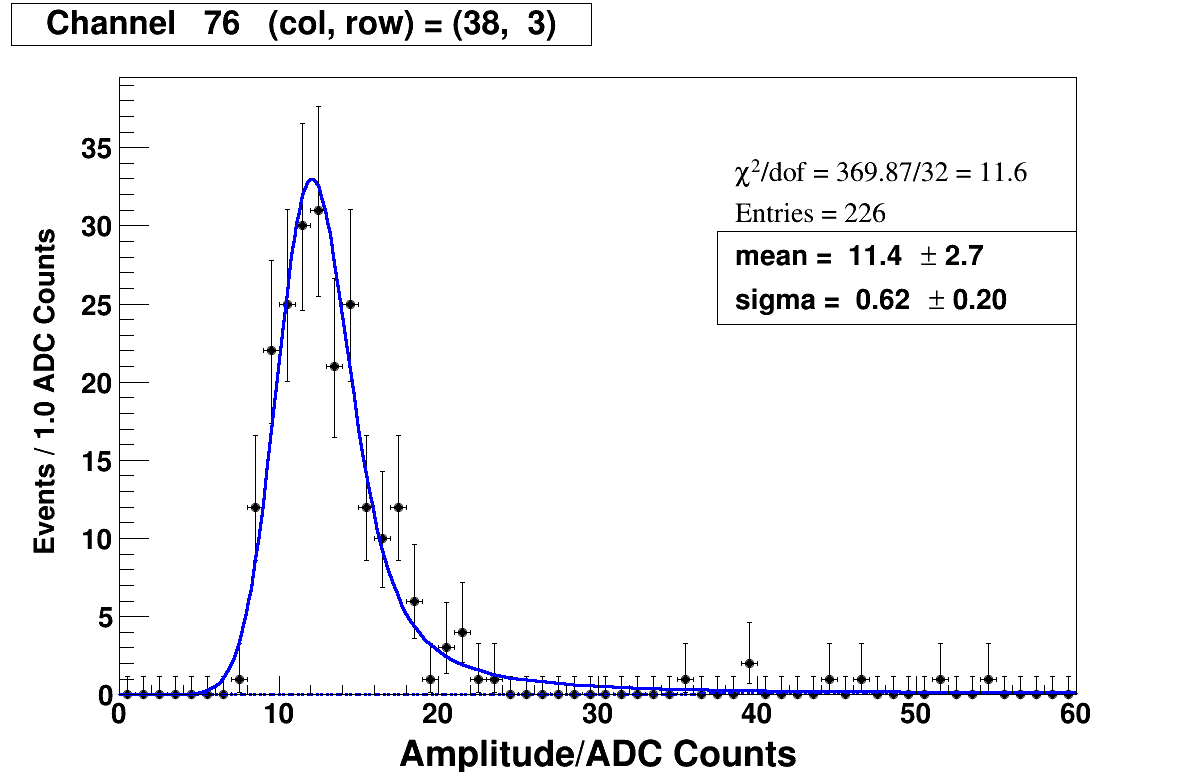 Channel 76 (col, row) = (38, 3)
χ²/dof = 369.87/32 = 11.6
Entries = 226
mean = 11.4 ± 2.7
sigma = 0.62 ± 0.20
Events / 1.0 ADC Counts
35
30
25
20
15
10
5
0
0 10 20 30 40 50 60
Amplitude/ADC Counts